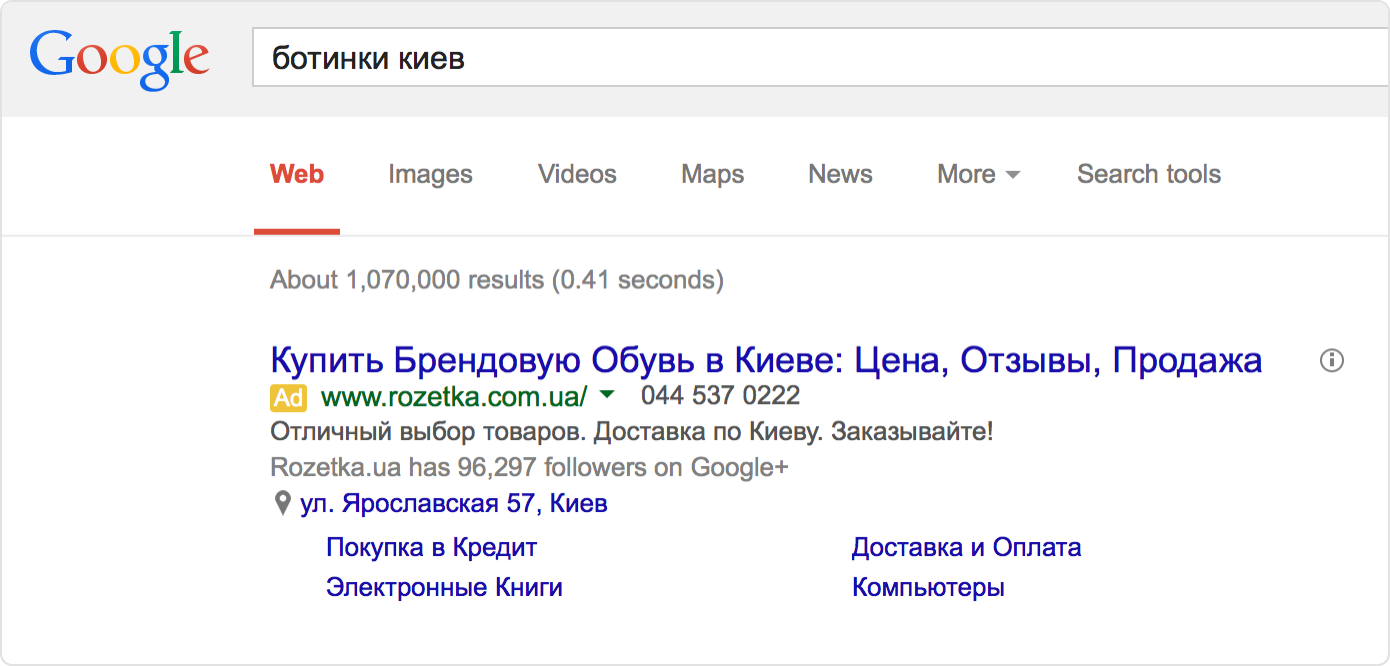 Google
ботинки киев
Web Images Videos Maps News More Search tools
About 1,070,000 results (0.41 seconds)
Купить Брендовую Обувь в Киеве: Цена, Отзывы, Продажа
Ad www.rozetka.com.ua/ 044 537 0222
Отличный выбор товаров. Доставка по Киеву. Заказывайте!
Rozetka.ua has 96,297 followers on Google+
ул. Ярославская 57, Киев
Покупка в Кредит Доставка и Оплата
Электронные Книги Компьютеры